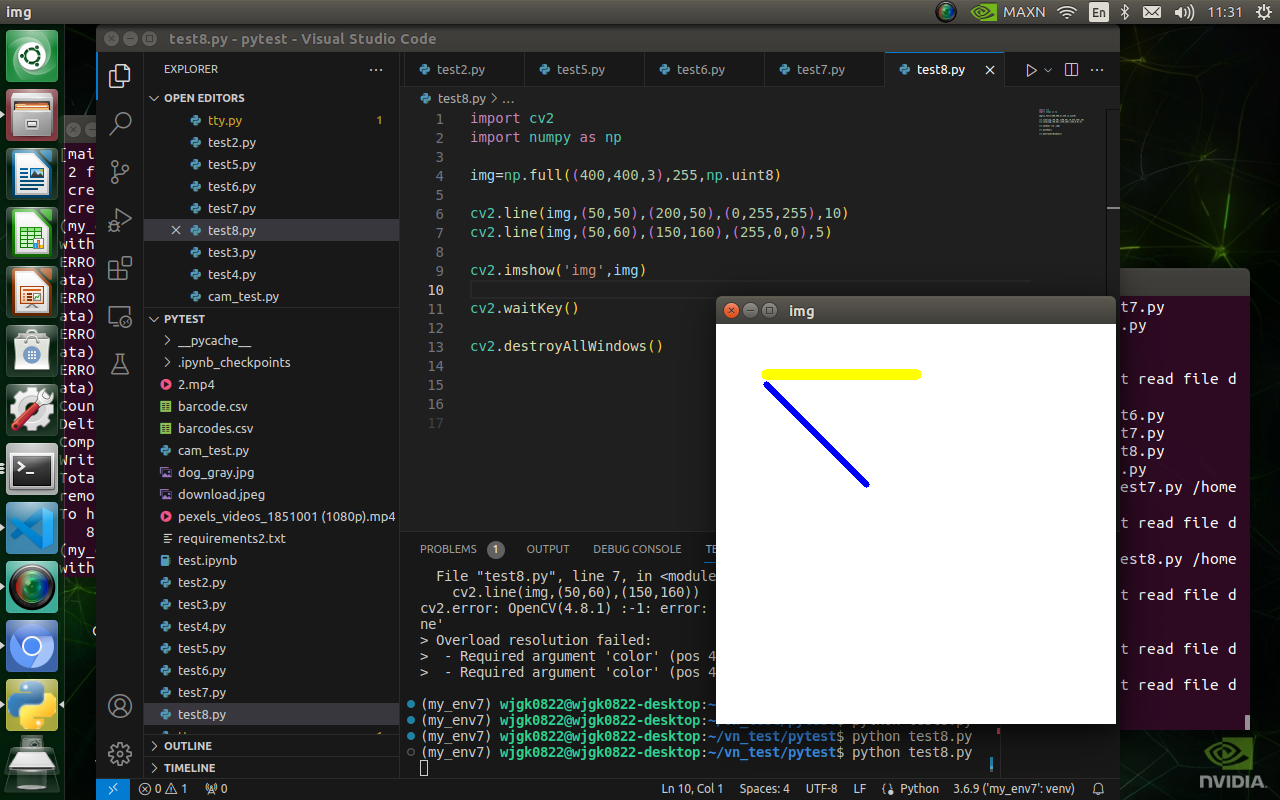 img
MAXN
En
11:31
test8.py - pytest - Visual Studio Code
EXPLORER
OPEN EDITORS
tty.py 1
test2.py
test5.py
test6.py
test7.py
test8.py
test3.py
test4.py
cam_test.py
PYTEST
__pycache__
.ipynb_checkpoints
2.mp4
barcode.csv
barcodes.csv
cam_test.py
dog_gray.jpg
download.jpeg
pexels_videos_1851001 (1080p).mp4
requirements2.txt
test.ipynb
test2.py
test3.py
test4.py
test5.py
test6.py
test7.py
test8.py
OUTLINE
TIMELINE
test2.py test5.py test6.py test7.py test8.py
test8.py > ...
1 import cv2
2 import numpy as np
3
4 img=np.full((400,400,3),255,np.uint8)
5
6 cv2.line(img,(50,50),(200,50),(0,255,255),10)
7 cv2.line(img,(50,60),(150,160),(255,0,0),5)
8
9 cv2.imshow('img',img)
10
11 cv2.waitKey()
12
13 cv2.destroyAllWindows()
14
15
16
17
img
PROBLEMS 1 OUTPUT DEBUG CONSOLE
File "test8.py", line 7, in <module
cv2.line(img,(50,60),(150,160))
cv2.error: OpenCV(4.8.1) :-1: error:
ne'
> Overload resolution failed:
>  - Required argument 'color' (pos 4
>  - Required argument 'color' (pos 4
(my_env7) wjgk0822@wjgk0822-desktop:~
(my_env7) wjgk0822@wjgk0822-desktop:~
(my_env7) wjgk0822@wjgk0822-desktop:~/vn_test/pytest$ python test8.py
(my_env7) wjgk0822@wjgk0822-desktop:~/vn_test/pytest$ python test8.py
0 1 0
Ln 10, Col 1 Spaces: 4 UTF-8 LF Python 3.6.9 ('my_env7': venv)
[mai
2 f
cre
cre
(my_
with
ERRO
ata)
ERRO
ata)
ERRO
ata)
ERRO
ata)
Coun
Delt
Comp
Writ
Tota
remo
To h
8
(my_
with
t7.py
.py
t read file d
t6.py
t7.py
t8.py
.py
est7.py /home
t read file d
est8.py /home
t read file d
t read file d
t read file d
NVIDIA.